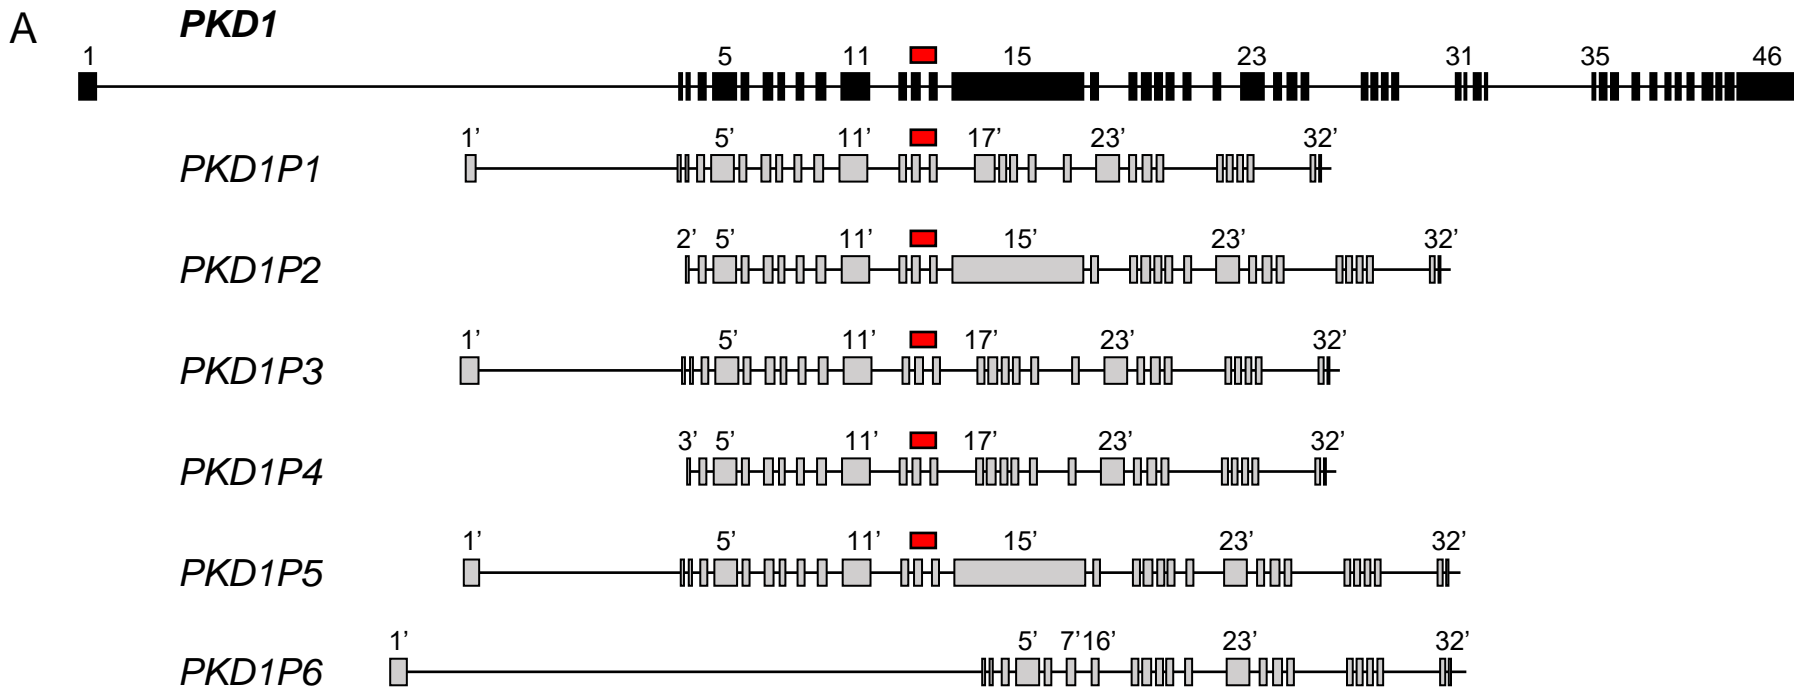 A
PKD1
1 5 11 15 23 31 35 46
1’ 5’ 11’ 17’ 23’ 32’
PKD1P1
2’ 5’ 11’ 15’ 23’ 32’
PKD1P2
1’ 5’ 11’ 17’ 23’ 32’
PKD1P3
3’ 5’ 11’ 17’ 23’ 32’
PKD1P4
1’ 5’ 11’ 15’ 23’ 32’
PKD1P5
1’ 5’ 7’ 16’ 23’ 32’
PKD1P6